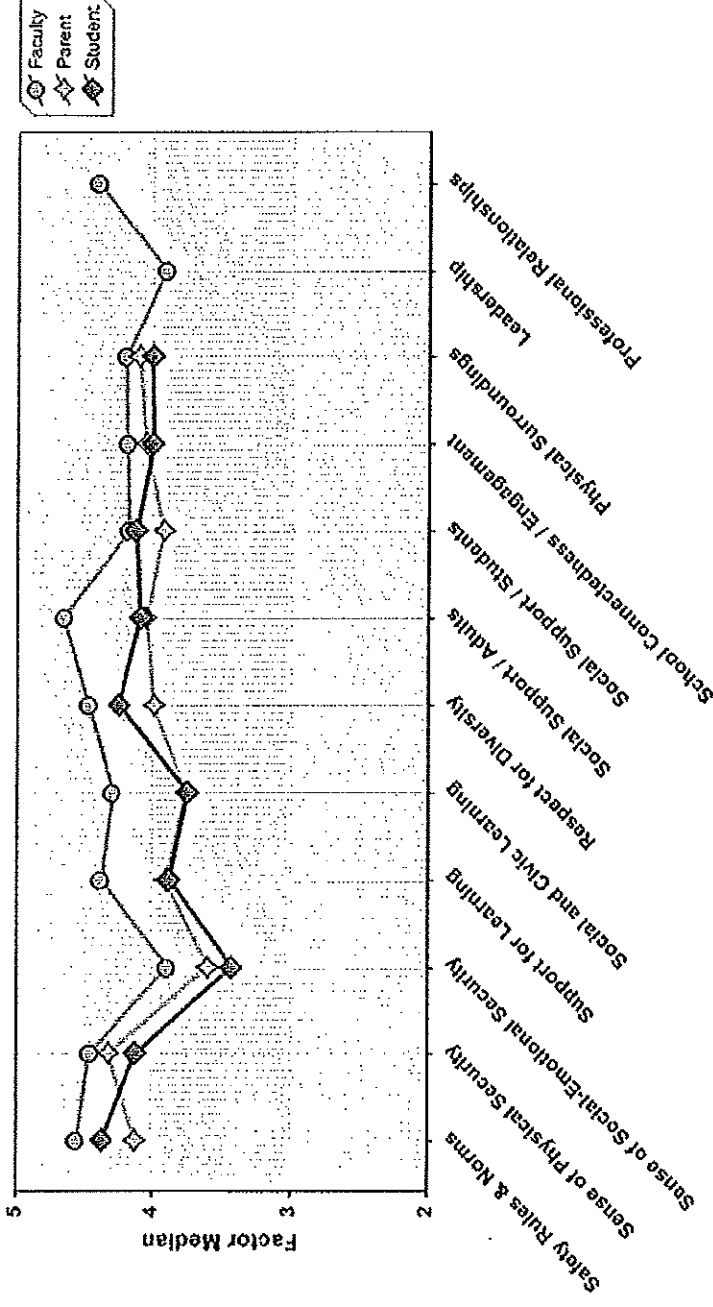 Faculty
Parent
Student
5
4
3
2
Factor Median
Safety Rules & Norms
Sense of Physical Security
Sense of Social-Emotional Security
Support for Learning
Social and Civic Learning
Respect for Diversity
Social Support / Adults
Social Support / Students
School Connectedness / Engagement
Physical Surroundings
Leadership
Professional Relationships